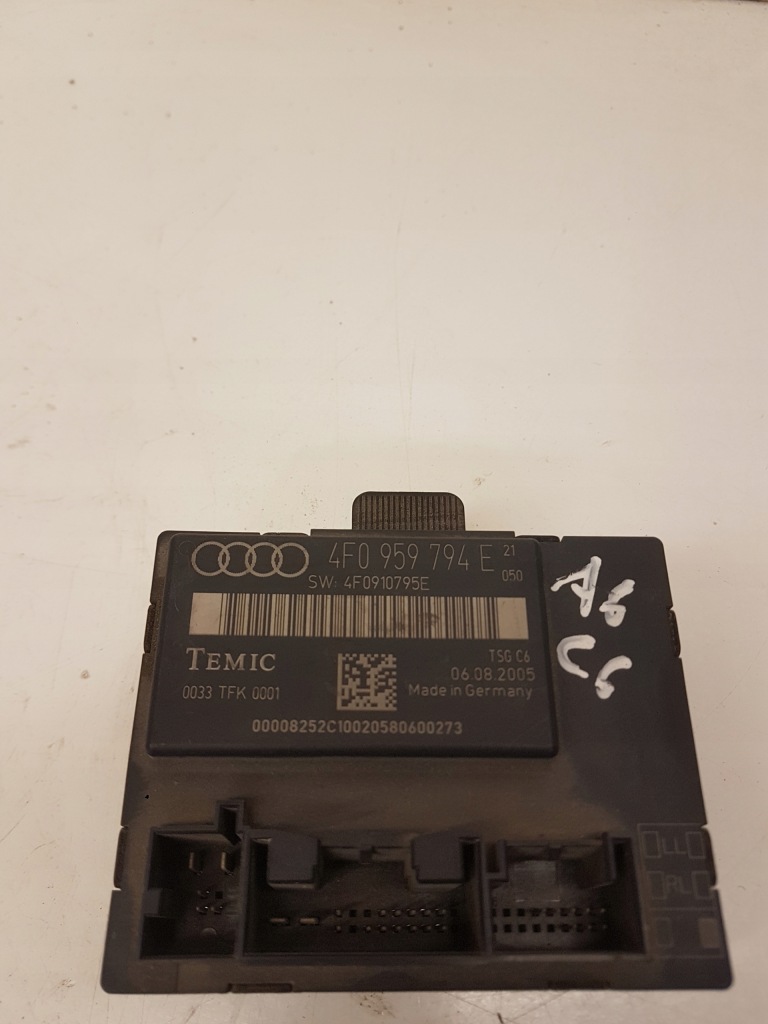 4F0 959 794 E 21
050
SW: 4F0910795E
TEMIC
TSG C6
06.08.2005
0033 TFK 0001
Made in Germany
00008252C10020580600273
A6
C6
LL
RL